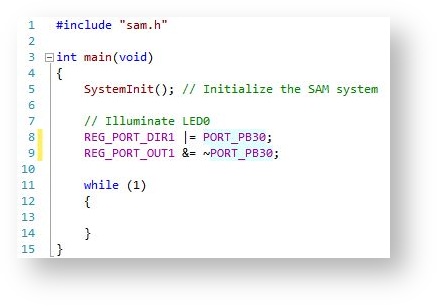 1 #include "sam.h"
2
3 int main(void)
4 {
5 SystemInit(); // Initialize the SAM system
6
7 // Illuminate LED0
8 REG_PORT_DIR1 |= PORT_PB30;
9 REG_PORT_OUT1 &= ~PORT_PB30;
10
11 while (1)
12 {
13
14 }
15 }